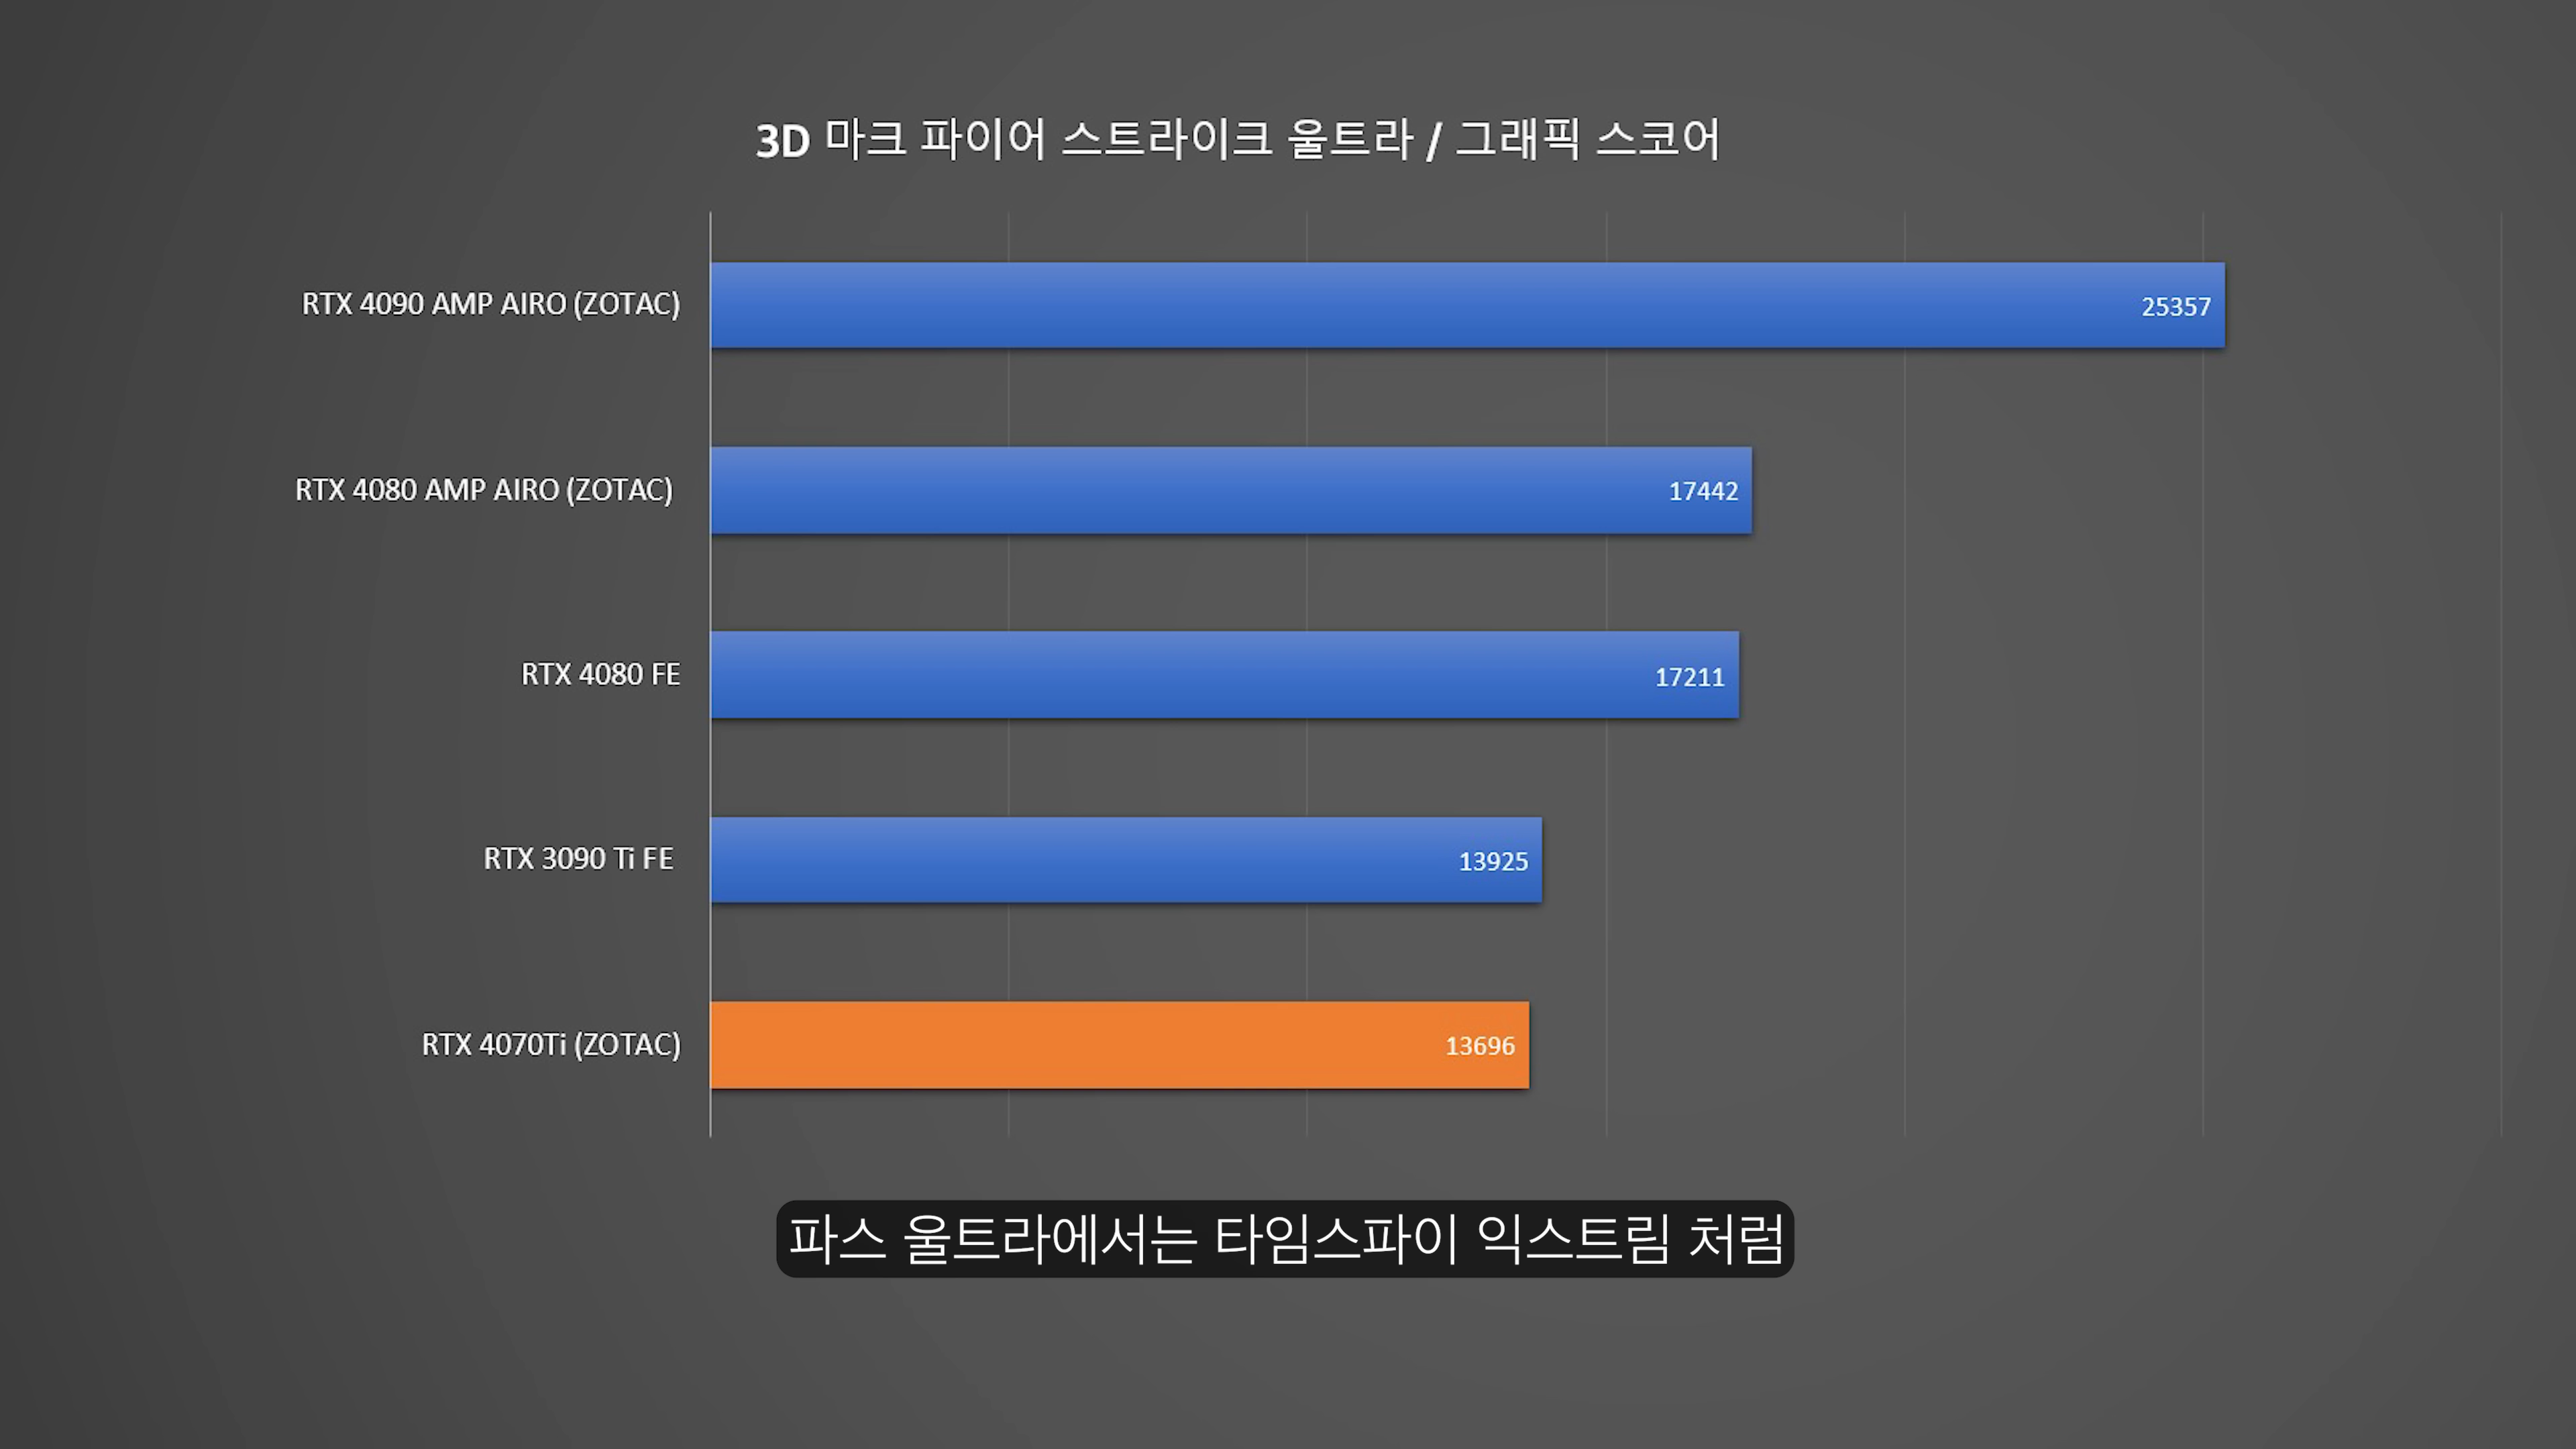 3D 마크 파이어 스트라이크 울트라 / 그래픽 스코어
RTX 4090 AMP AIRO (ZOTAC)
25357
RTX 4080 AMP AIRO (ZOTAC)
17442
RTX 4080 FE
17211
RTX 3090 Ti FE
13925
RTX 4070Ti (ZOTAC)
13696
파스 울트라에서는 타임스파이 익스트림 처럼